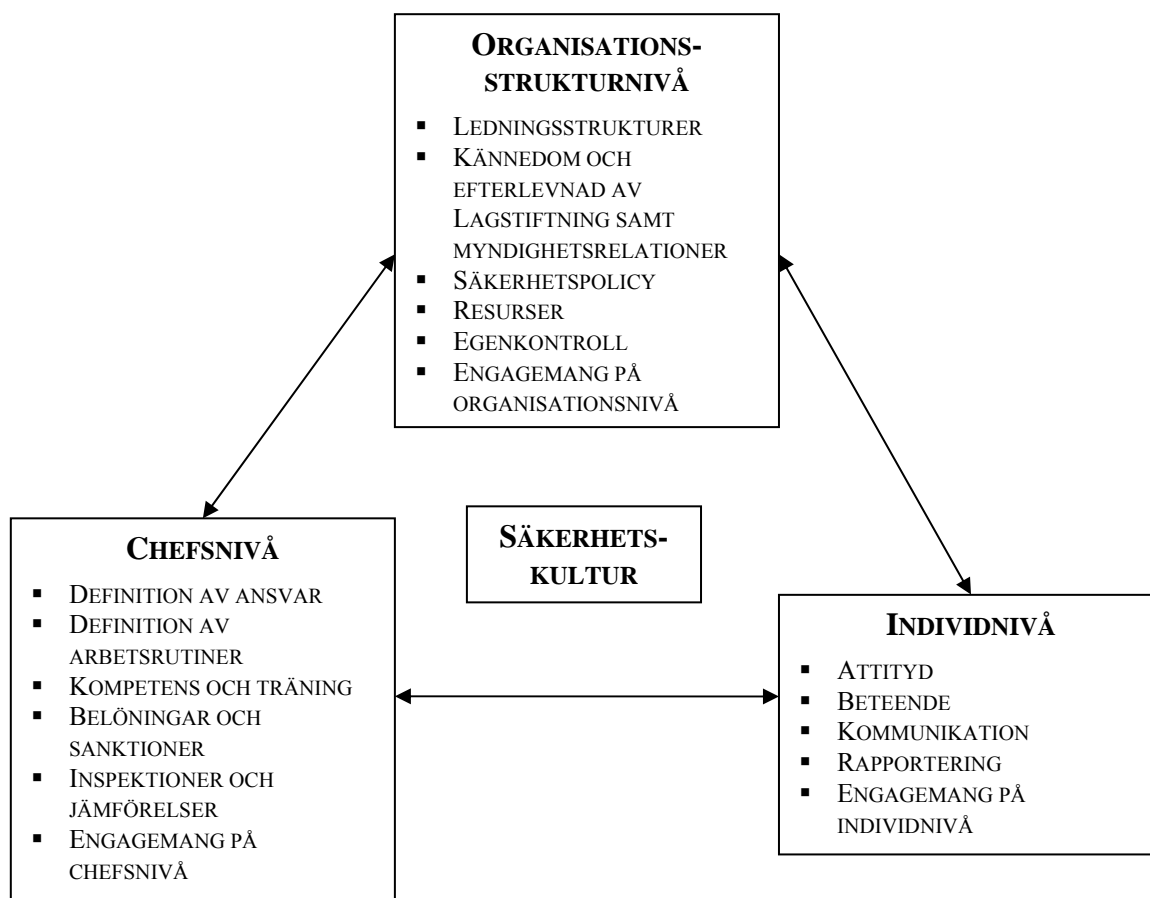 ORGANISATIONS-
STRUKTURNIVÅ
▪ LEDNINGSSTRUKTURER
▪ KÄNNEDOM OCH
EFTERLEVNAD AV
LAGSTIFTNING SAMT
MYNDIGHETSRELATIONER
▪ SÄKERHETSPOLICY
▪ RESURSER
▪ EGENKONTROLL
▪ ENGAGEMANG PÅ
ORGANISATIONSNIVÅ
CHEFSNIVÅ
▪ DEFINITION AV ANSVAR
▪ DEFINITION AV
ARBETSRUTINER
▪ KOMPETENS OCH TRÄNING
▪ BELÖNINGAR OCH
SANKTIONER
▪ INSPEKTIONER OCH
JÄMFÖRELSER
▪ ENGAGEMANG PÅ
CHEFSNIVÅ
SÄKERHETS-
KULTUR
INDIVIDNIVÅ
▪ ATTITYD
▪ BETEENDE
▪ KOMMUNIKATION
▪ RAPPORTERING
▪ ENGAGEMANG PÅ
INDIVIDNIVÅ